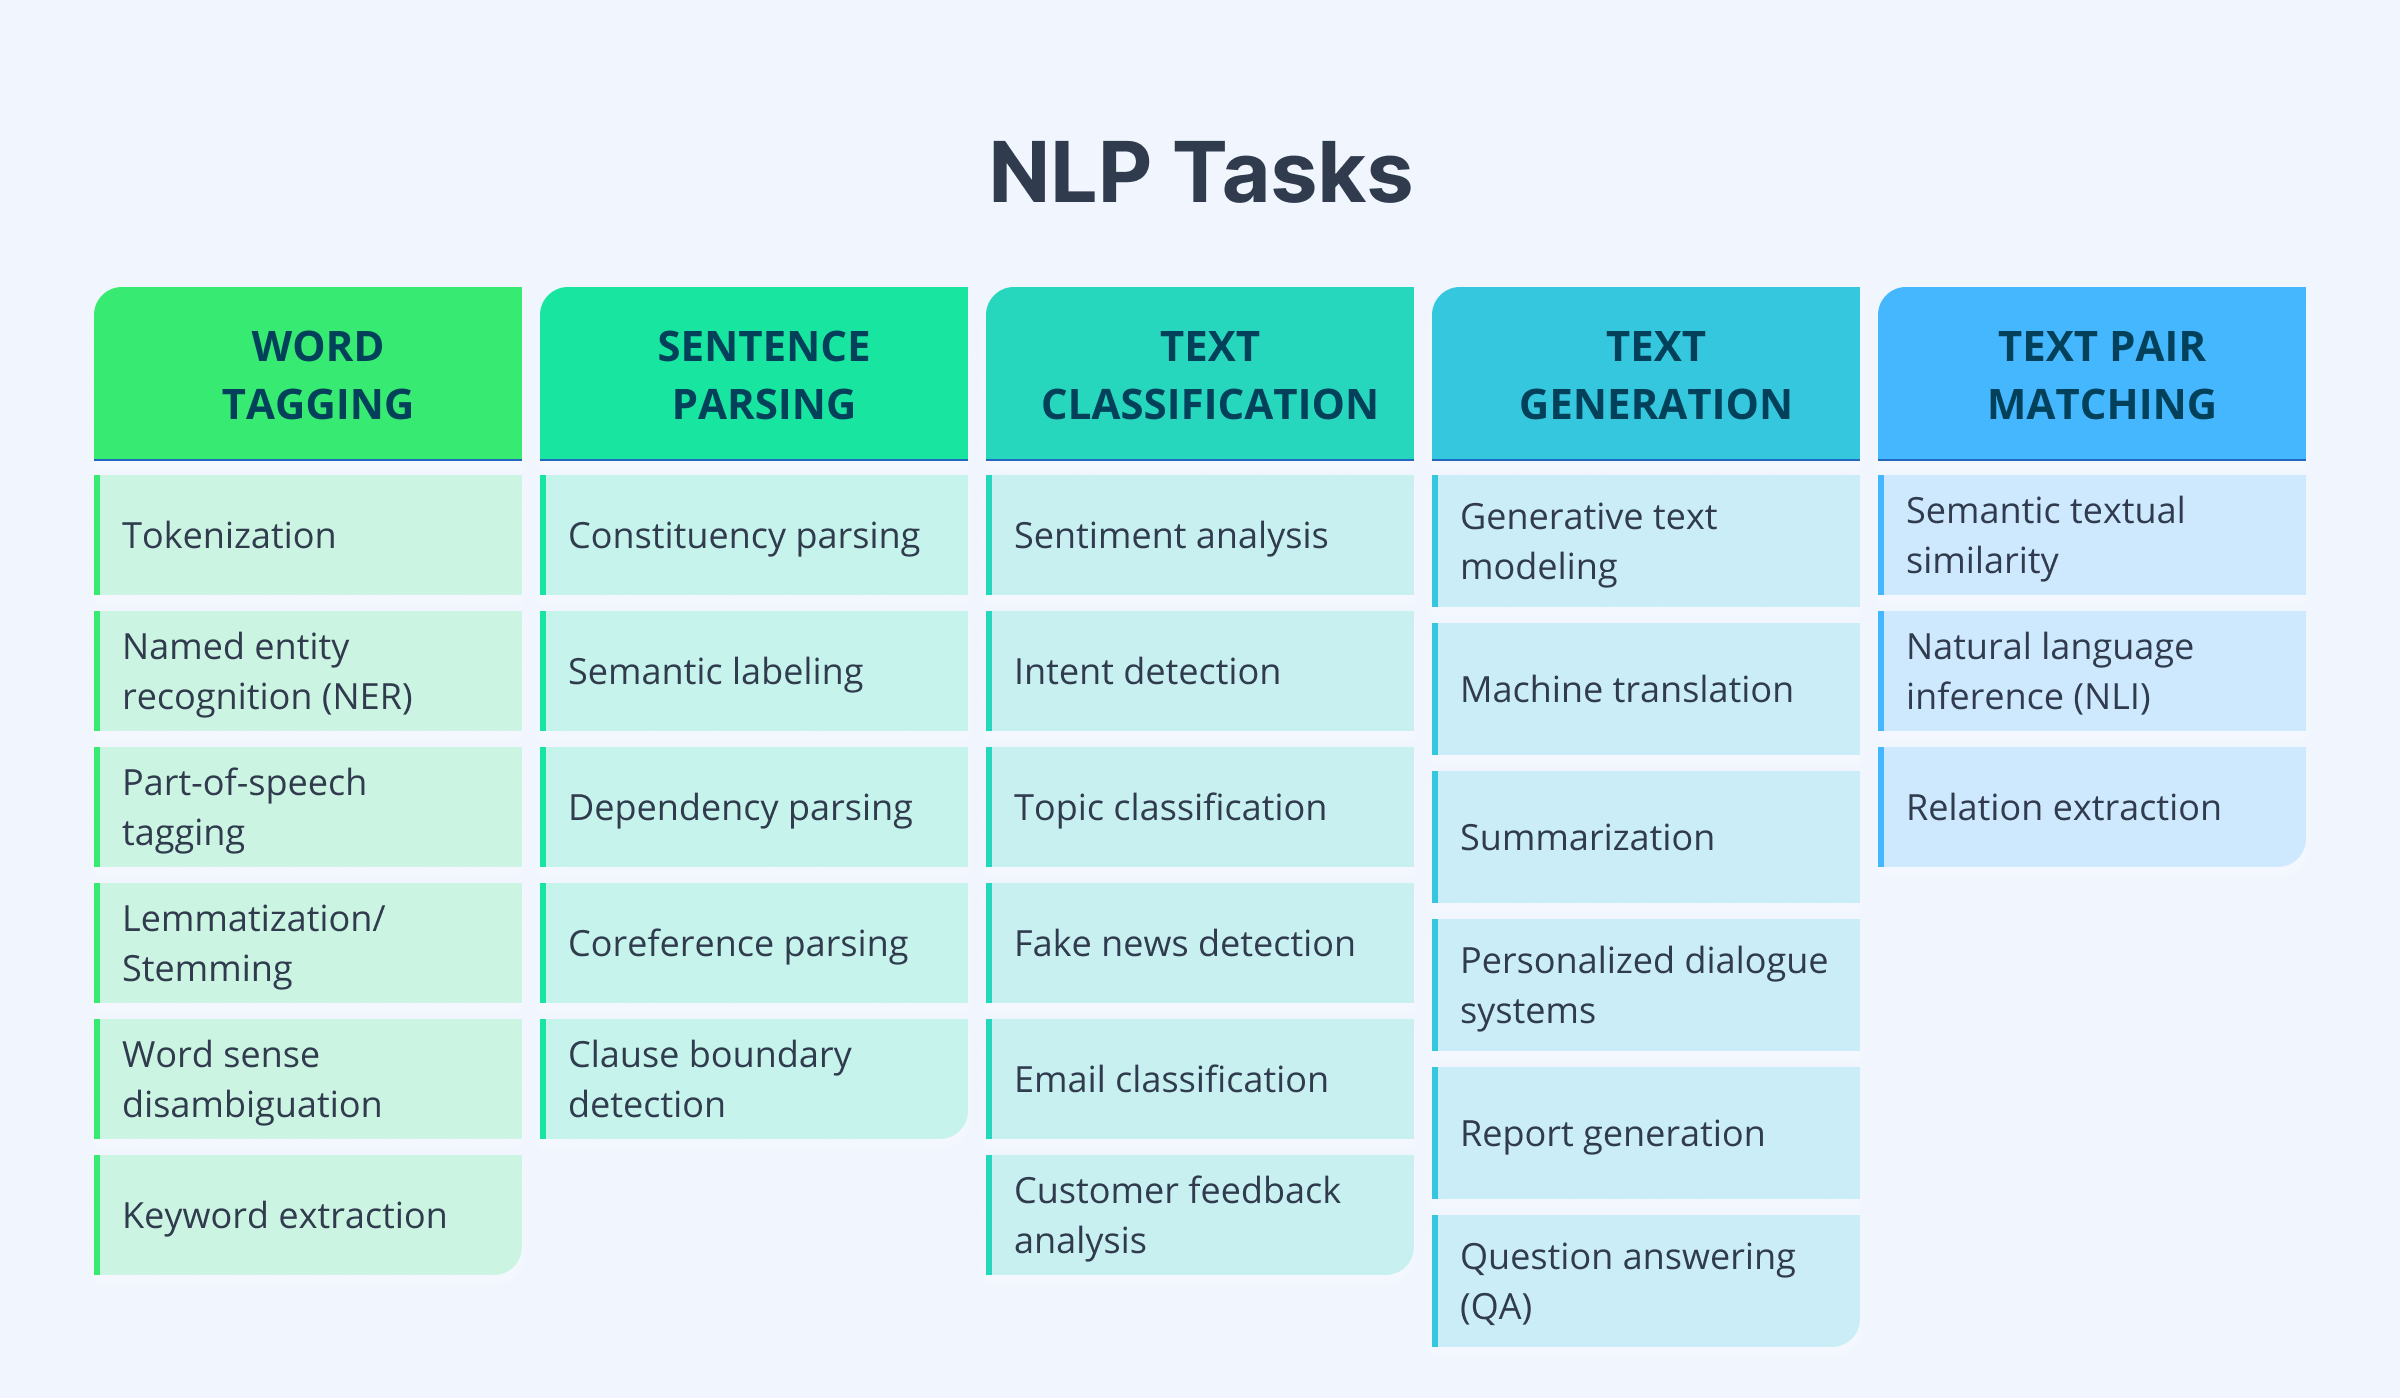 NLP Tasks
WORD
TAGGING
Tokenization
Named entity
recognition (NER)
Part-of-speech
tagging
Lemmatization/
Stemming
Word sense
disambiguation
Keyword extraction
SENTENCE
PARSING
Constituency parsing
Semantic labeling
Dependency parsing
Coreference parsing
Clause boundary
detection
TEXT
CLASSIFICATION
Sentiment analysis
Intent detection
Topic classification
Fake news detection
Email classification
Customer feedback
analysis
TEXT
GENERATION
Generative text
modeling
Machine translation
Summarization
Personalized dialogue
systems
Report generation
Question answering
(QA)
TEXT PAIR
MATCHING
Semantic textual
similarity
Natural language
inference (NLI)
Relation extraction